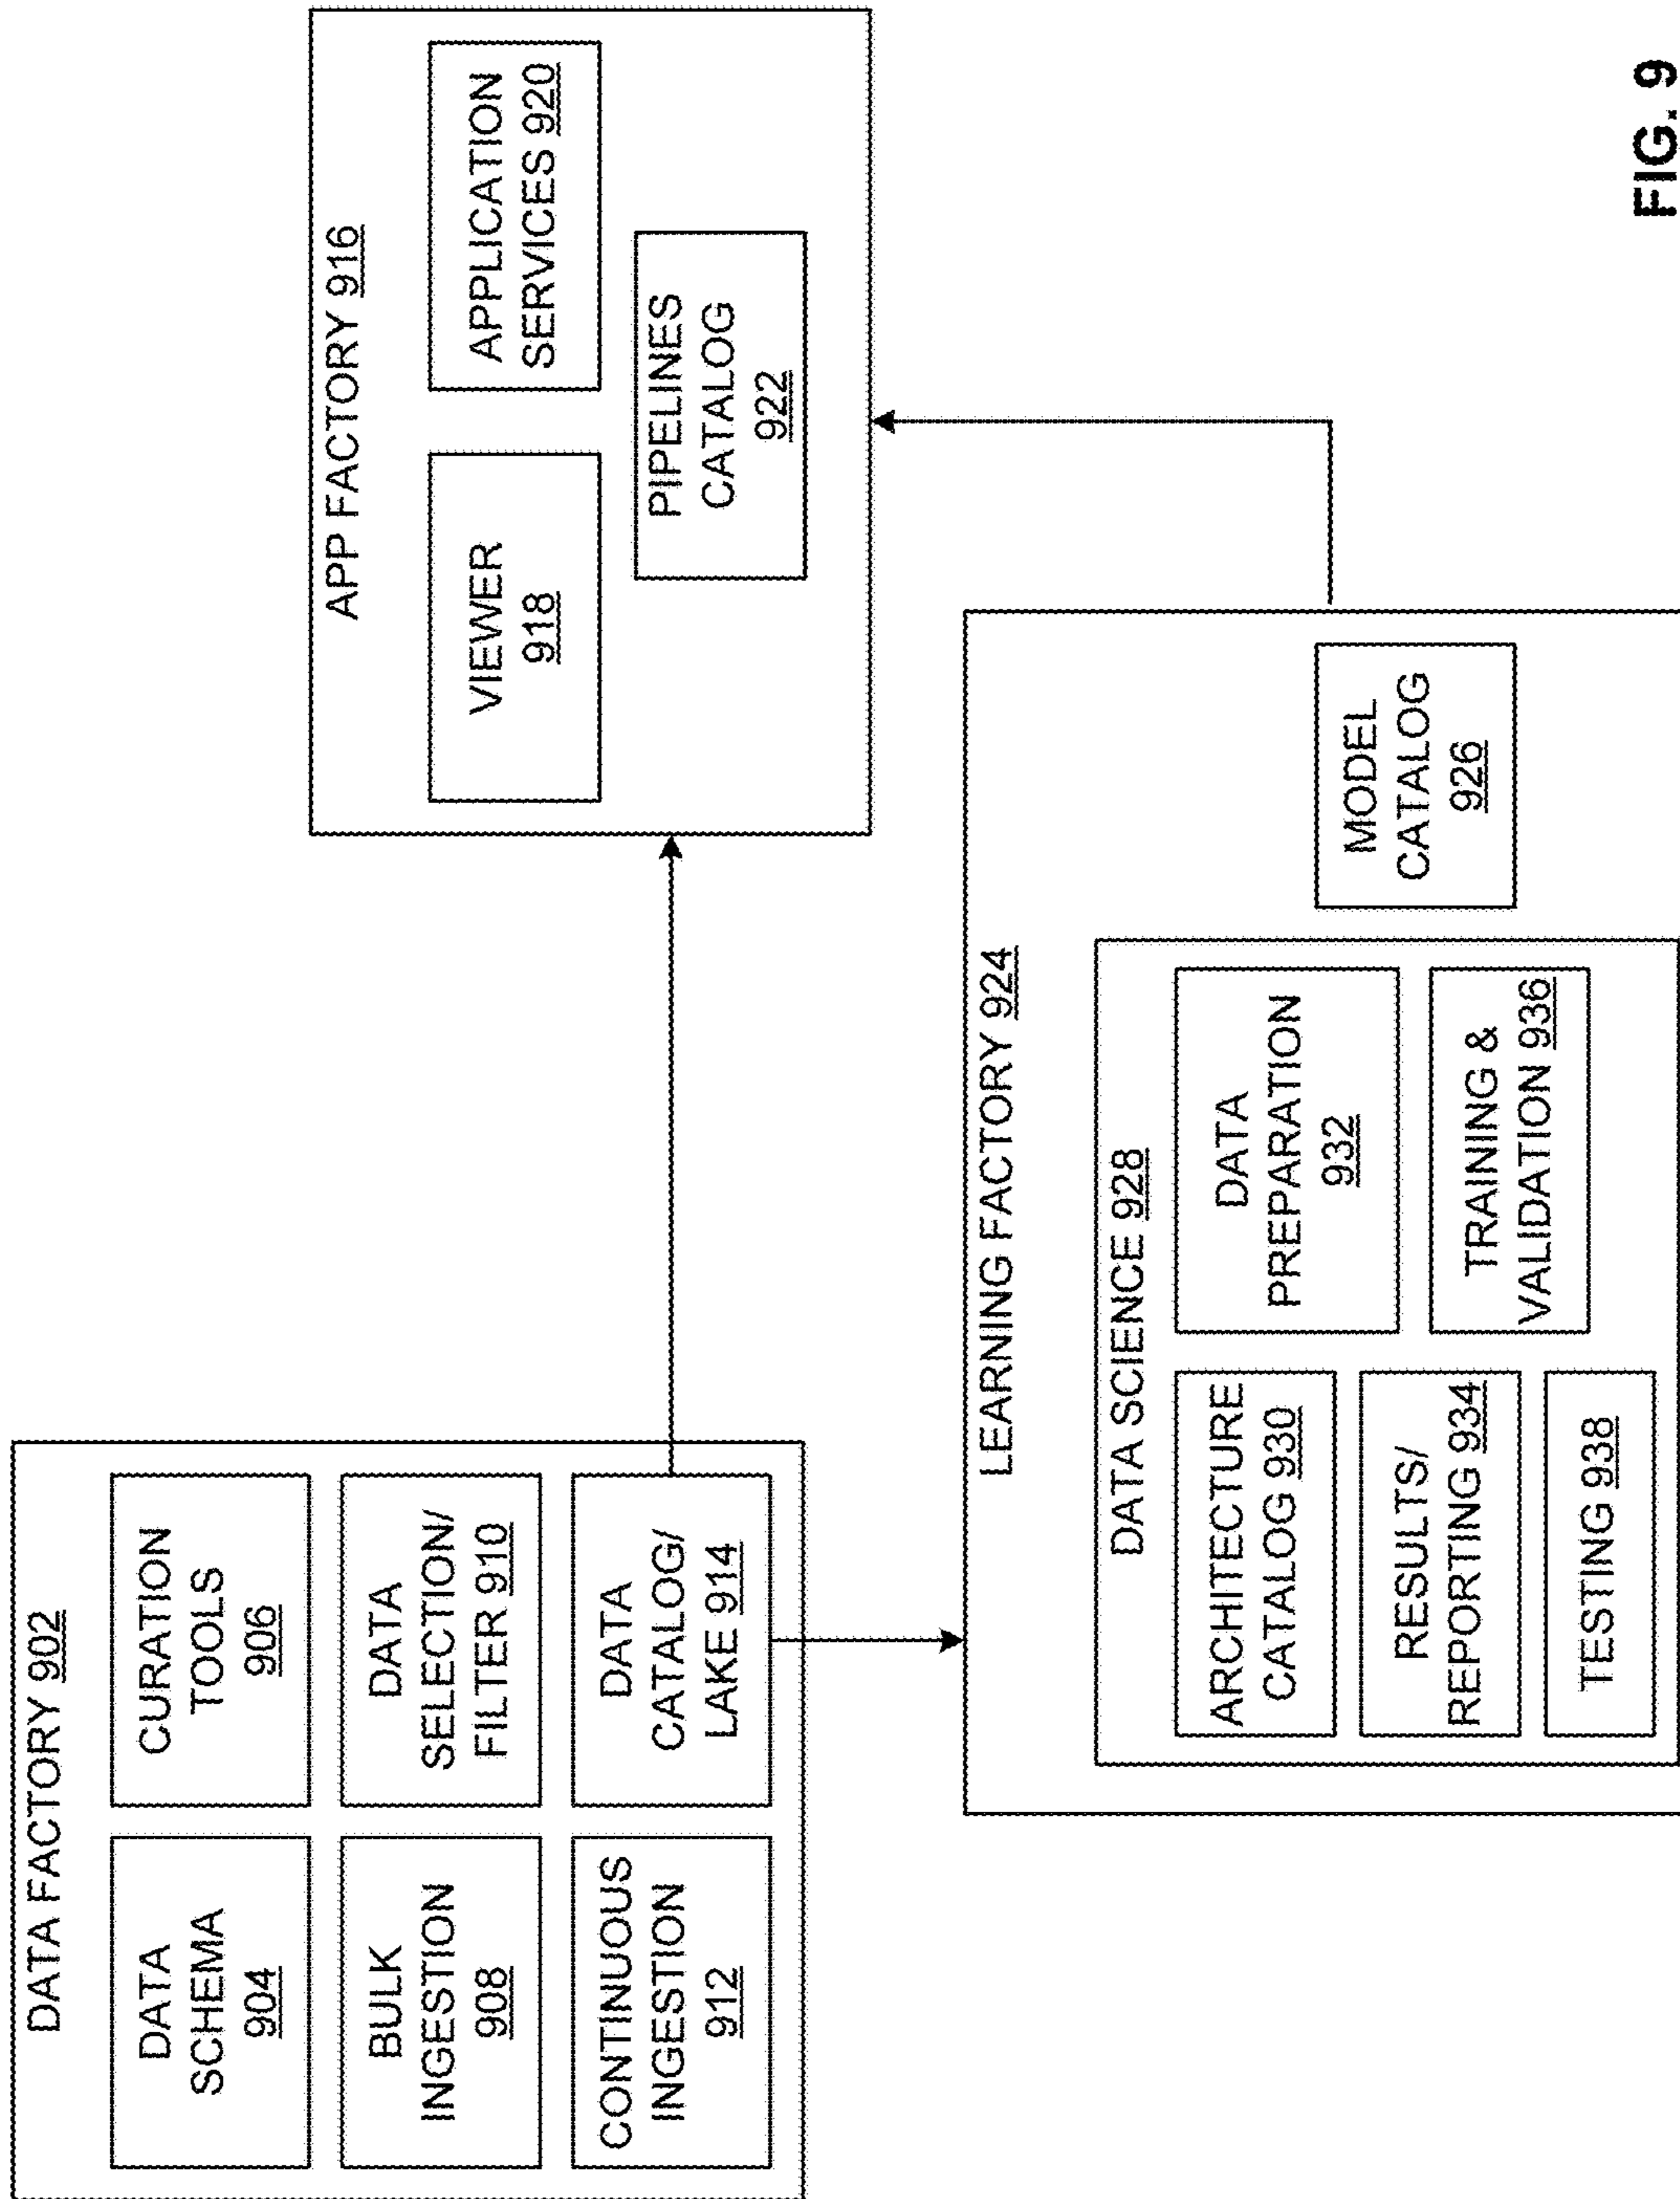 DATA FACTORY 902
DATA
SCHEMA
904
CURATION
TOOLS
906
BULK
INGESTION
908
DATA
SELECTION/
FILTER 910
CONTINUOUS
INGESTION
912
DATA
CATALOG/
LAKE 914
APP FACTORY 916
VIEWER
918
APPLICATION
SERVICES 920
PIPELINES
CATALOG
922
LEARNING FACTORY 924
DATA SCIENCE 928
ARCHITECTURE
CATALOG 930
DATA
PREPARATION
932
RESULTS/
REPORTING 934
TRAINING &
VALIDATION 936
TESTING 938
MODEL
CATALOG
926
FIG. 9